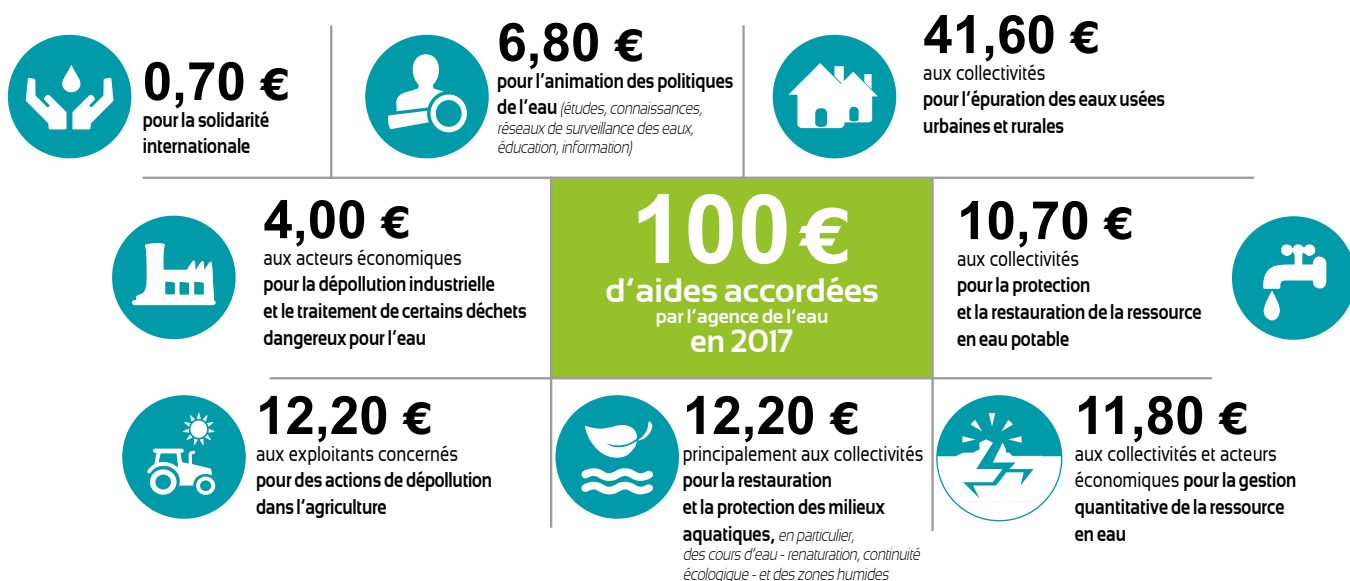 0,70 €
pour la solidarité
internationale
6,80 €
pour l'animation des politiques
de l'eau (études, connaissances,
réseaux de surveillance des eaux,
éducation, information)
41,60 €
aux collectivités
pour l'épuration des eaux usées
urbaines et rurales
4,00 €
aux acteurs économiques
pour la dépollution industrielle
et le traitement de certains déchets
dangereux pour l'eau
100 €
d'aides accordées
par l'agence de l'eau
en 2017
10,70 €
aux collectivités
pour la protection
et la restauration de la ressource
en eau potable
12,20 €
aux exploitants concernés
pour des actions de dépollution
dans l'agriculture
12,20 €
principalement aux collectivités
pour la restauration
et la protection des milieux
aquatiques, en particulier,
des cours d'eau - renaturation, continuité
écologique - et des zones humides
11,80 €
aux collectivités et acteurs
économiques pour la gestion
quantitative de la ressource
en eau